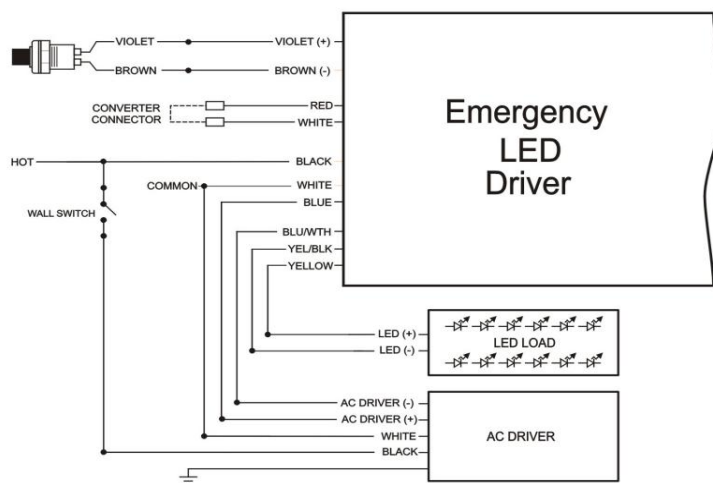 VIOLET VIOLET (+)
BROWN BROWN (-)
CONVERTER
CONNECTOR
RED
WHITE
Emergency
LED
Driver
HOT BLACK
COMMON WHITE
BLUE
WALL SWITCH
BLU/WTH
YEL/BLK
YELLOW
LED (+)
LED (-)
LED LOAD
AC DRIVER (-)
AC DRIVER (+)
WHITE
BLACK
AC DRIVER